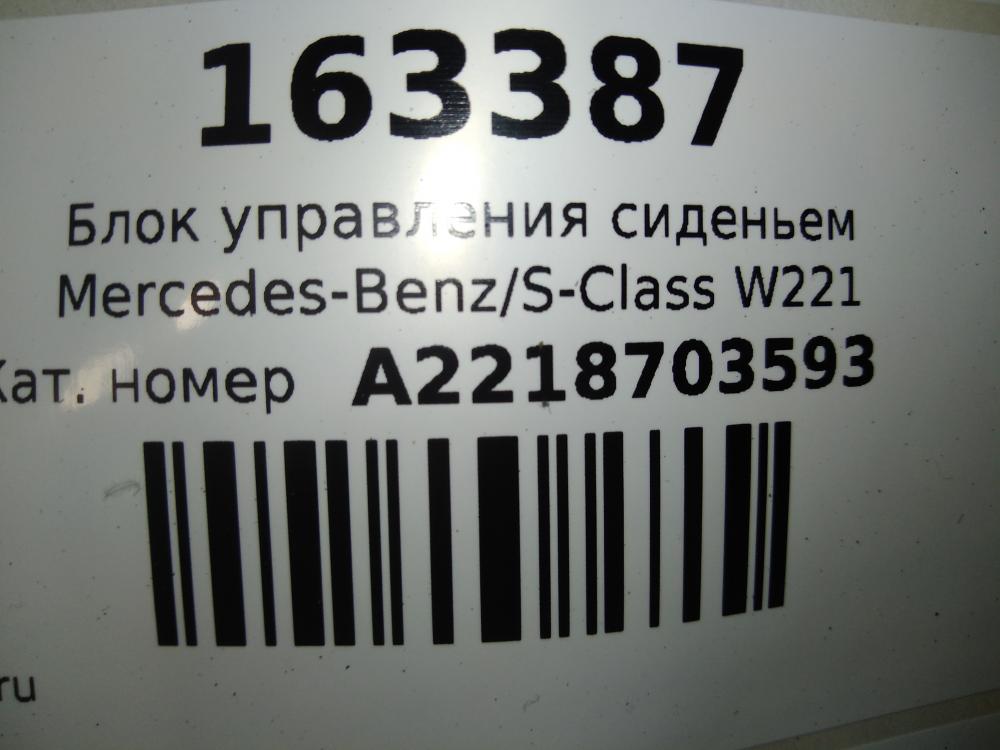 163387
Блок управления сиденьем
Mercedes-Benz/S-Class W221
Кат. номер A2218703593
ru